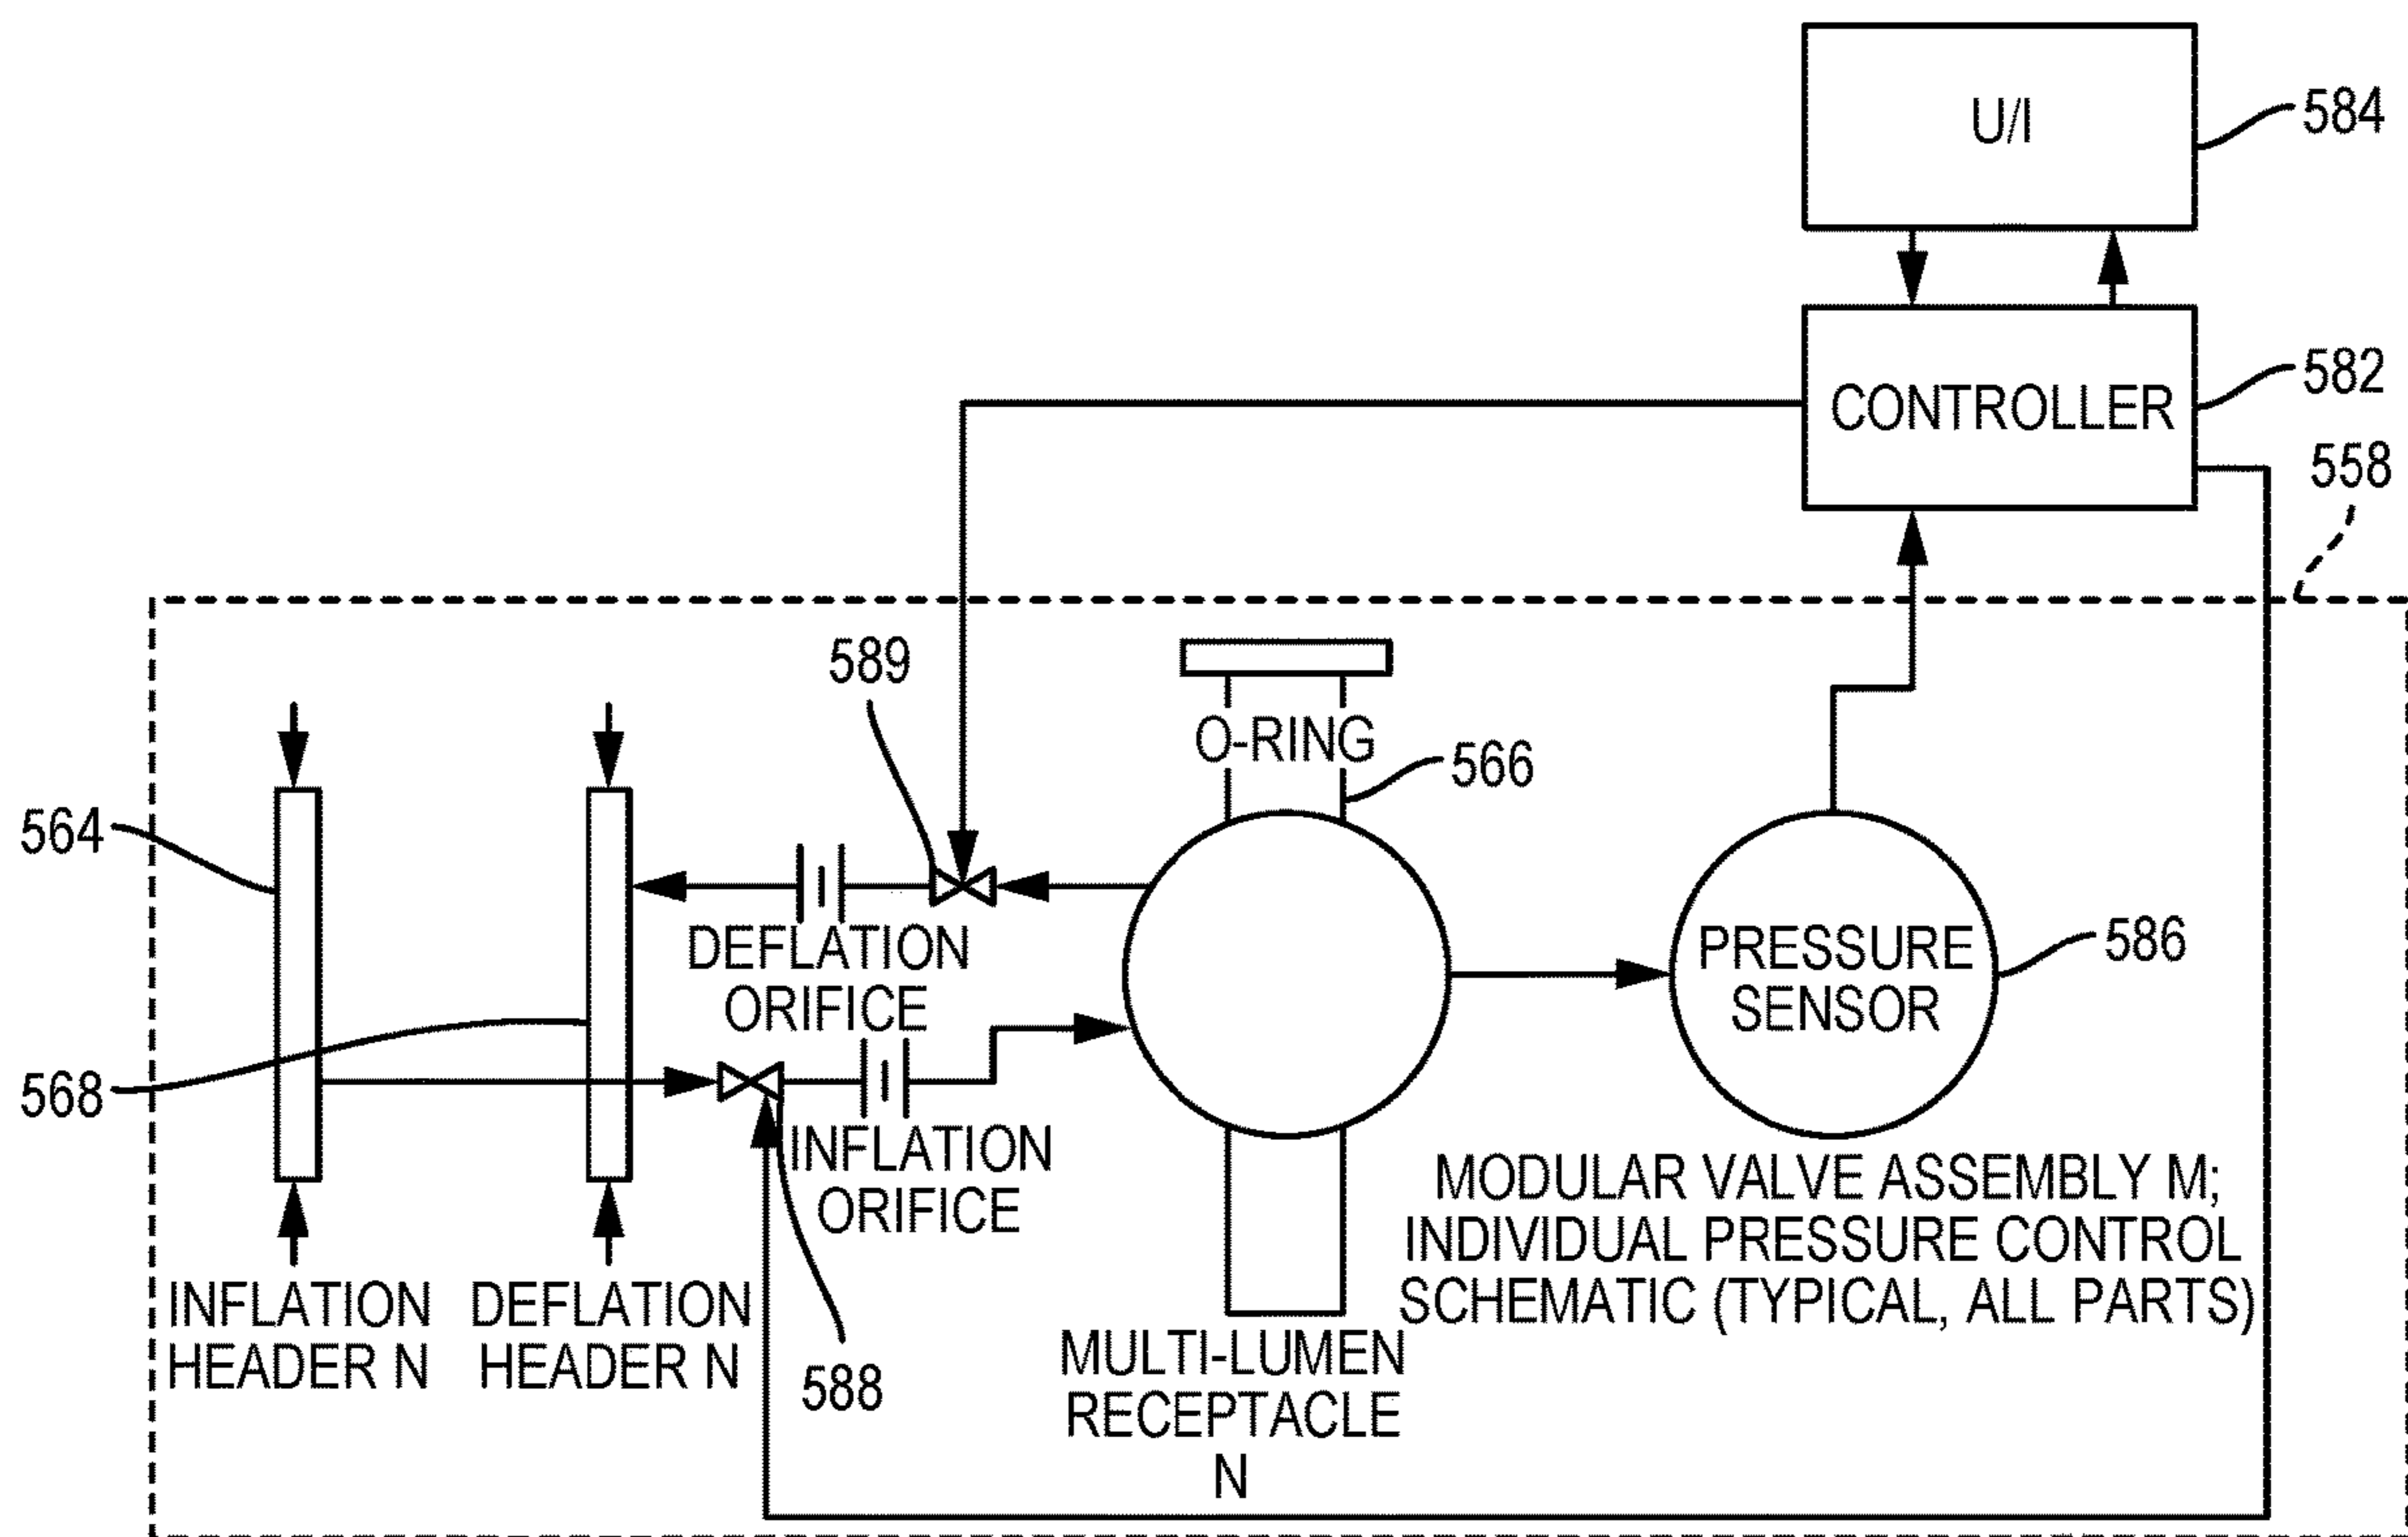 U/I
584
CONTROLLER
582
558
589
O-RING
566
564
DEFLATION
ORIFICE
PRESSURE
SENSOR
586
568
INFLATION
ORIFICE
MODULAR VALVE ASSEMBLY M;
INDIVIDUAL PRESSURE CONTROL
SCHEMATIC (TYPICAL, ALL PARTS)
INFLATION
HEADER N
DEFLATION
HEADER N
588
MULTI-LUMEN
RECEPTACLE
N